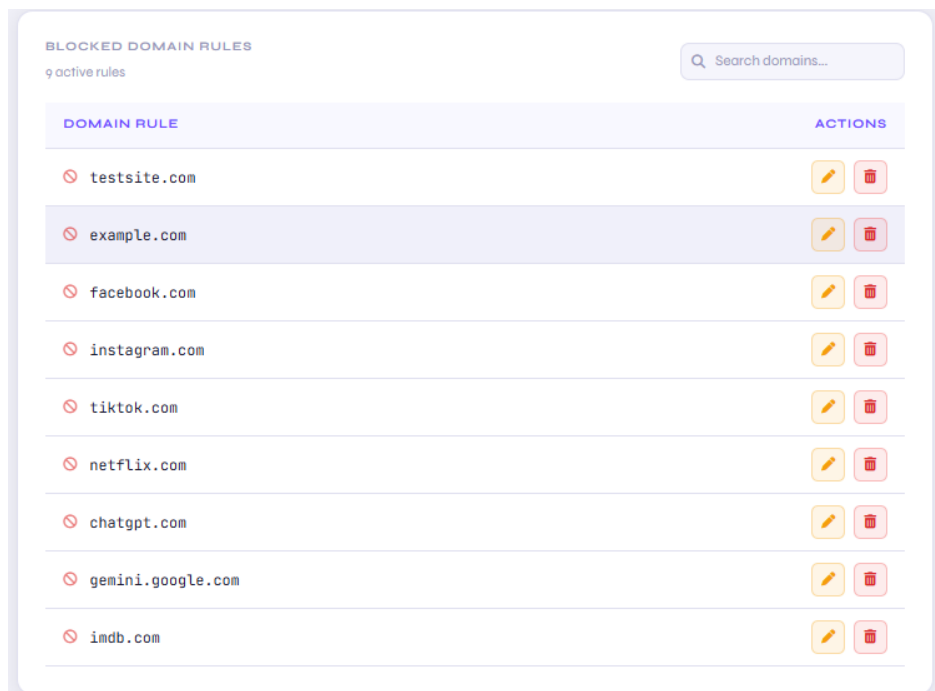 BLOCKED DOMAIN RULES
9 active rules
Search domains...
DOMAIN RULE ACTIONS
testsite.com
example.com
facebook.com
instagram.com
tiktok.com
netflix.com
chatgpt.com
gemini.google.com
imdb.com